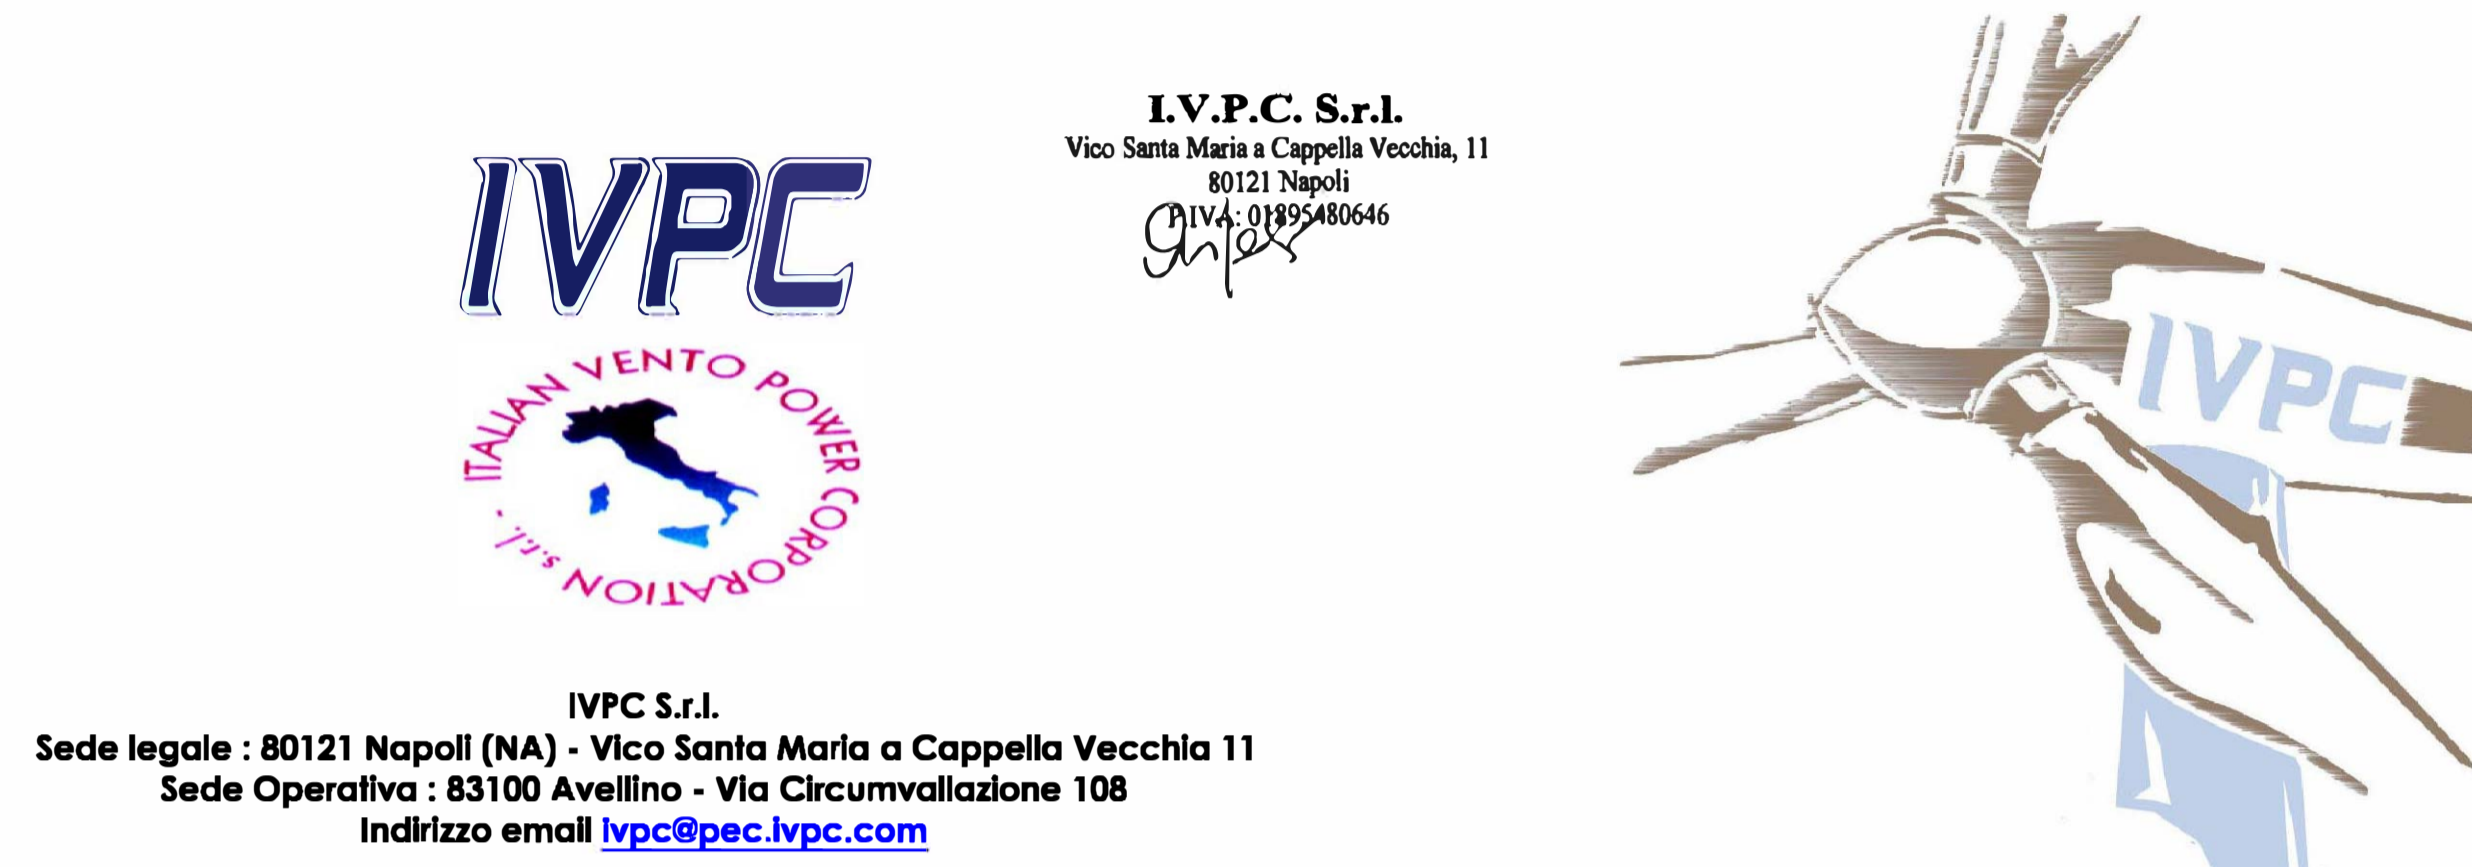 IVPC
ITALIAN VENTO POWER CORPORATION s.r.l. -
I.V.P.C. S.r.l.
Vico Santa Maria a Cappella Vecchia, 11
80121 Napoli
P.IVA: 01895480646
IVPC
IVPC S.r.l.
Sede legale : 80121 Napoli (NA) - Vico Santa Maria a Cappella Vecchia 11
Sede Operativa : 83100 Avellino - Via Circumvallazione 108
Indirizzo email ivpc@pec.ivpc.com